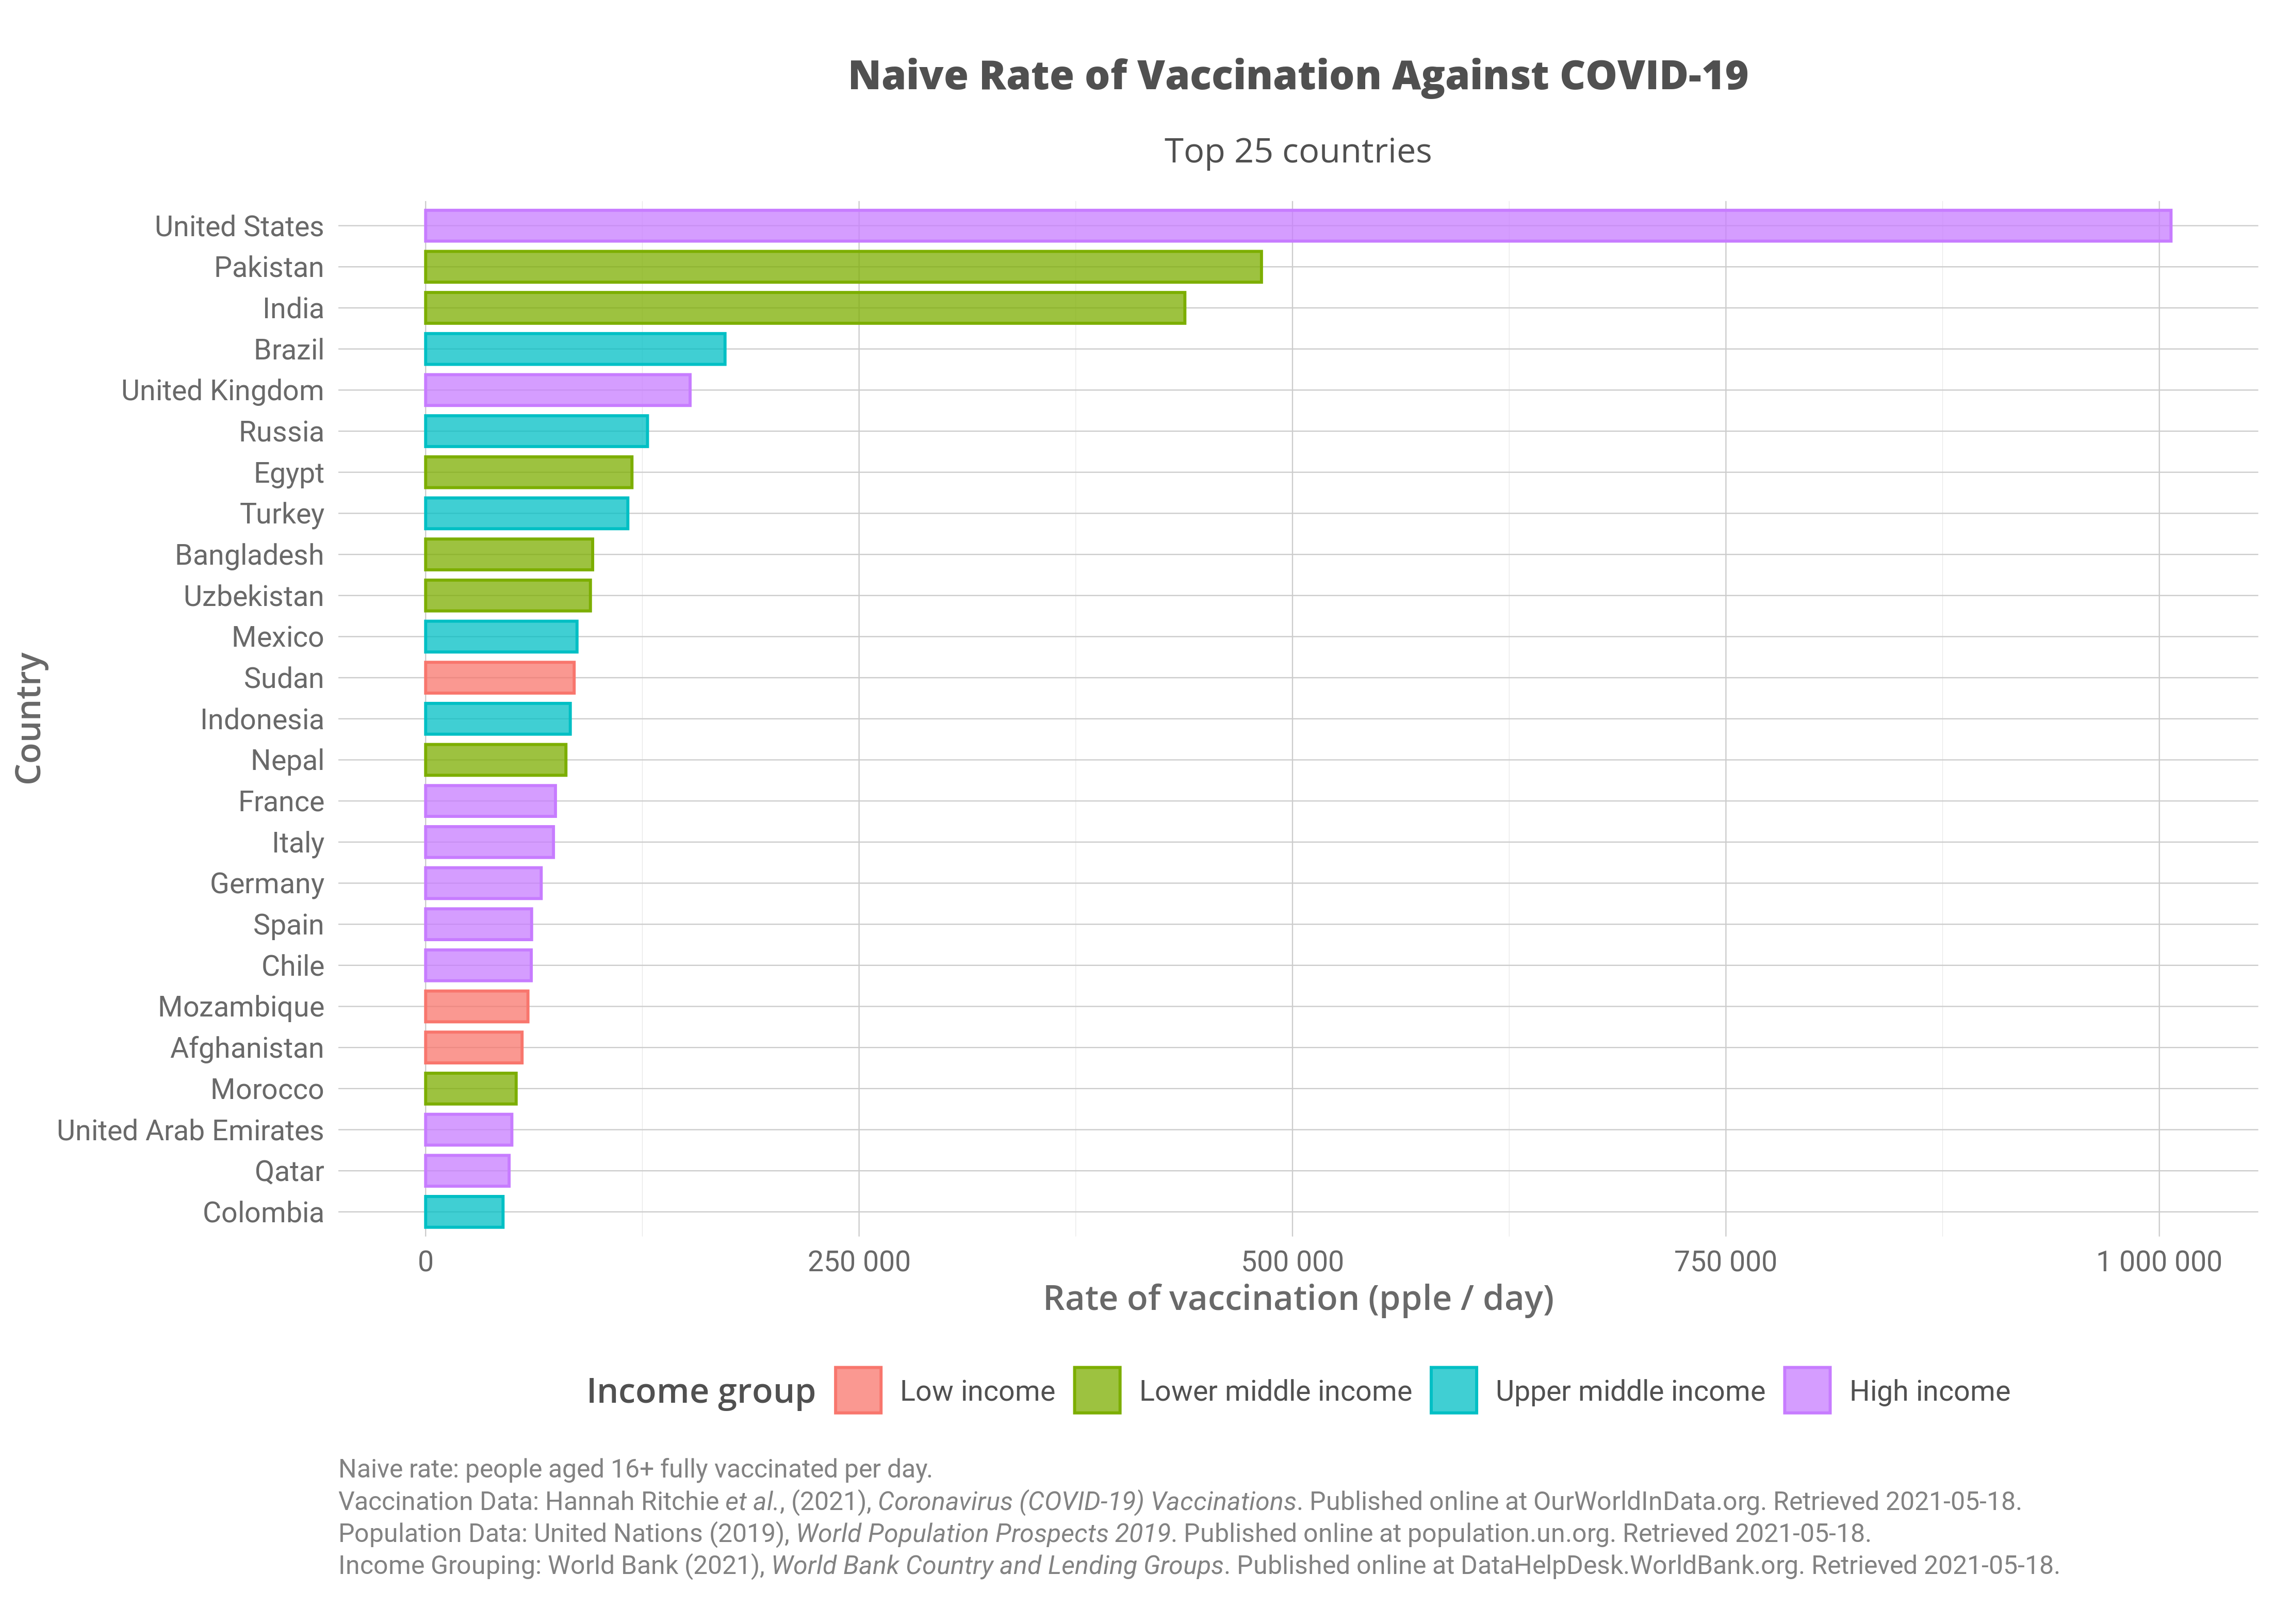 Naive Rate of Vaccination Against COVID-19
Top 25 countries
Country
United States
Pakistan
India
Brazil
United Kingdom
Russia
Egypt
Turkey
Bangladesh
Uzbekistan
Mexico
Sudan
Indonesia
Nepal
France
Italy
Germany
Spain
Chile
Mozambique
Afghanistan
Morocco
United Arab Emirates
Qatar
Colombia
0 250 000 500 000 750 000 1 000 000
Rate of vaccination (pple / day)
Income group Low income Lower middle income Upper middle income High income
Naive rate: people aged 16+ fully vaccinated per day.
Vaccination Data: Hannah Ritchie et al., (2021), Coronavirus (COVID-19) Vaccinations. Published online at OurWorldInData.org. Retrieved 2021-05-18.
Population Data: United Nations (2019), World Population Prospects 2019. Published online at population.un.org. Retrieved 2021-05-18.
Income Grouping: World Bank (2021), World Bank Country and Lending Groups. Published online at DataHelpDesk.WorldBank.org. Retrieved 2021-05-18.